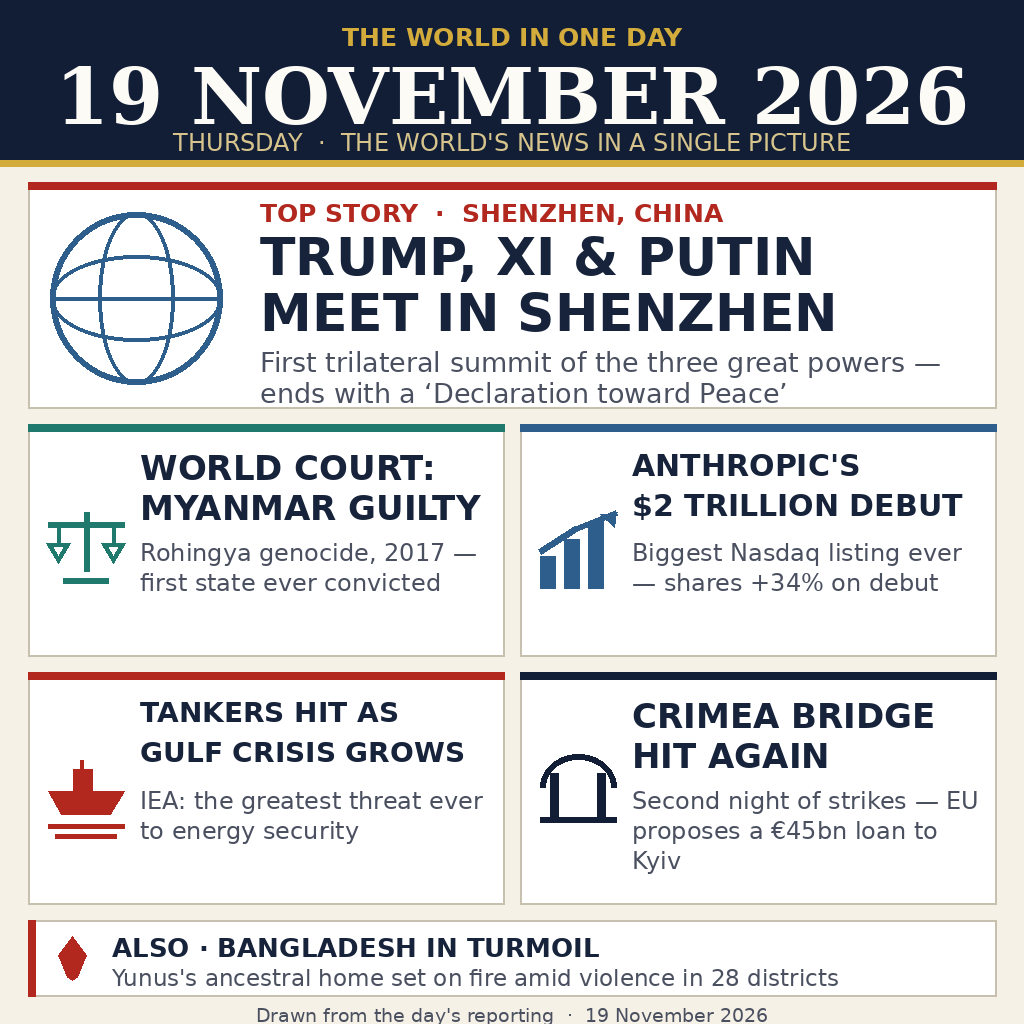 THE WORLD IN ONE DAY
19 NOVEMBER 2026
THURSDAY · THE WORLD'S NEWS IN A SINGLE PICTURE
TOP STORY · SHENZHEN, CHINA
TRUMP, XI & PUTIN
MEET IN SHENZHEN
First trilateral summit of the three great powers —
ends with a ‘Declaration toward Peace’
WORLD COURT:
MYANMAR GUILTY
Rohingya genocide, 2017 —
first state ever convicted
ANTHROPIC'S
$2 TRILLION DEBUT
Biggest Nasdaq listing ever
— shares +34% on debut
TANKERS HIT AS
GULF CRISIS GROWS
IEA: the greatest threat ever
to energy security
CRIMEA BRIDGE
HIT AGAIN
Second night of strikes — EU
proposes a €45bn loan to
Kyiv
ALSO · BANGLADESH IN TURMOIL
Yunus's ancestral home set on fire amid violence in 28 districts
Drawn from the day's reporting · 19 November 2026